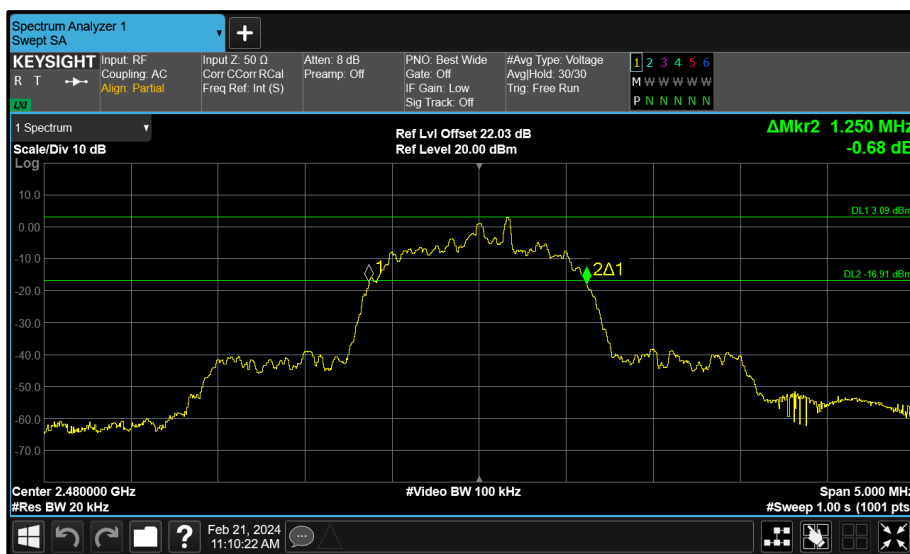 Spectrum Analyzer 1
Swept SA
KEYSIGHT
R T
LXI
Input: RF
Coupling: AC
Align: Partial
Input Z: 50 Ω
Corr CCorr RCal
Freq Ref: Int (S)
Atten: 8 dB
Preamp: Off
PNO: Best Wide
Gate: Off
IF Gain: Low
Sig Track: Off
#Avg Type: Voltage
Avg|Hold: 30/30
Trig: Free Run
1 2 3 4 5 6
M W W W W W
P N N N N N
1 Spectrum
Scale/Div 10 dB
Ref Lvl Offset 22.03 dB
Ref Level 20.00 dBm
ΔMkr2 1.250 MHz
-0.68 dB
Log
10.0
0.00
-10.0
-20.0
-30.0
-40.0
-50.0
-60.0
-70.0
DL1 3.09 dBm
DL2 -16.91 dBm
1
2Δ1
Center 2.480000 GHz
#Res BW 20 kHz
#Video BW 100 kHz
Span 5.000 MHz
#Sweep 1.00 s (1001 pts
?
Feb 21, 2024
11:10:22 AM